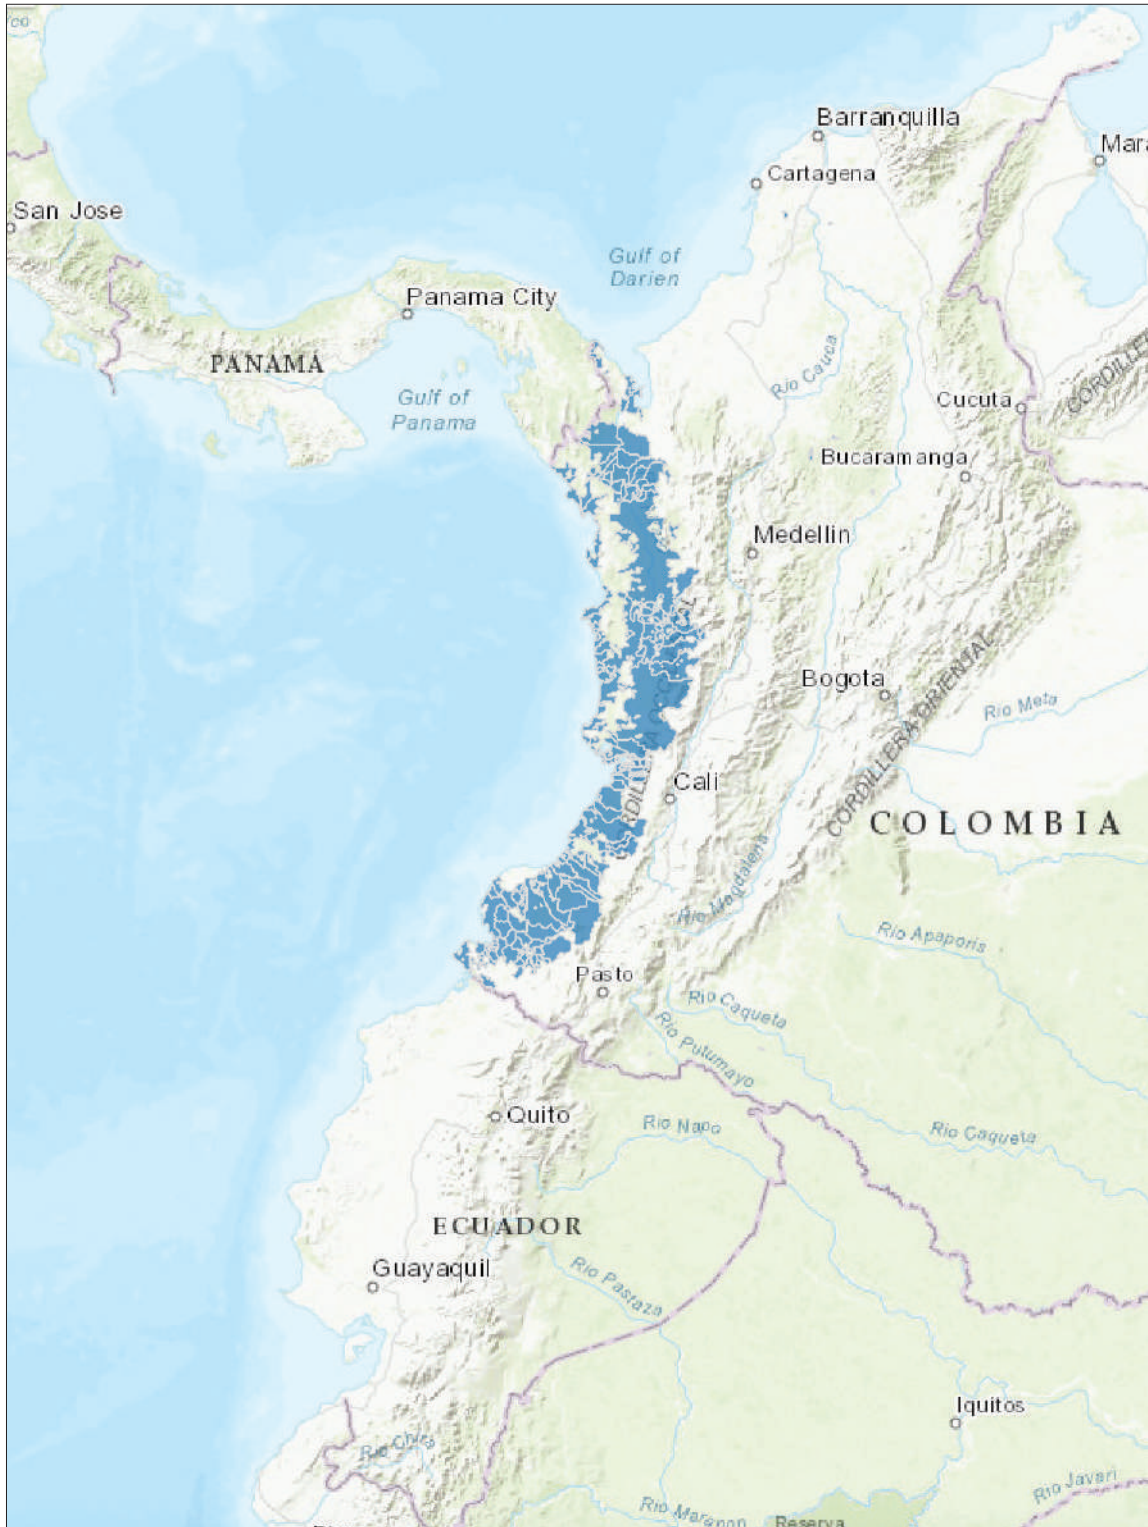 Barranquilla
Mara
Cartagena
San Jose
Gulf of
Darien
Panama City
PANAMÁ
Rio Cauca
Gulf of
Panama
Cucuta
Bucaramanga
Medellin
Bogota
Rio Meta
CORDILLERA ORIENTAL
Cali
COLOMBIA
Rio Magdalena
Rio Apaporis
Pasto
Rio Caqueta
Rio Putumayo
Quito
Rio Napo
Rio Caqueta
ECUADOR
Guayaquil
Rio Pastaza
Iquitos
Rio Chira
Rio Javari
Rio Maranon
Reserva